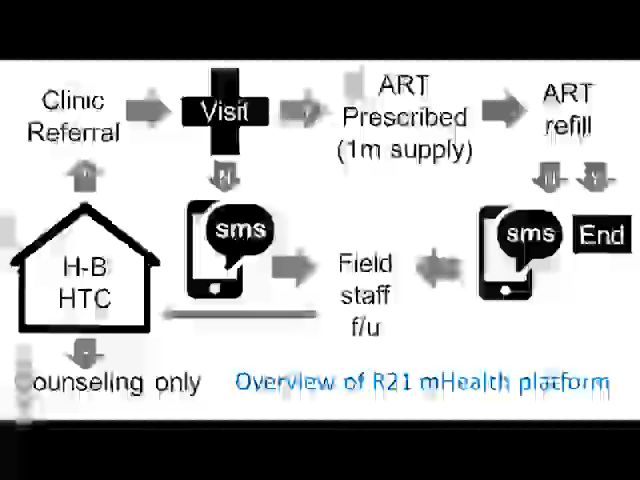 Clinic
Referral
Visit
ART
Prescribed
(1m supply)
ART
refill
N
sms
sms
End
H-B
HTC
Field
staff
f/u
ounseling only
Overview of R21 mHealth platform